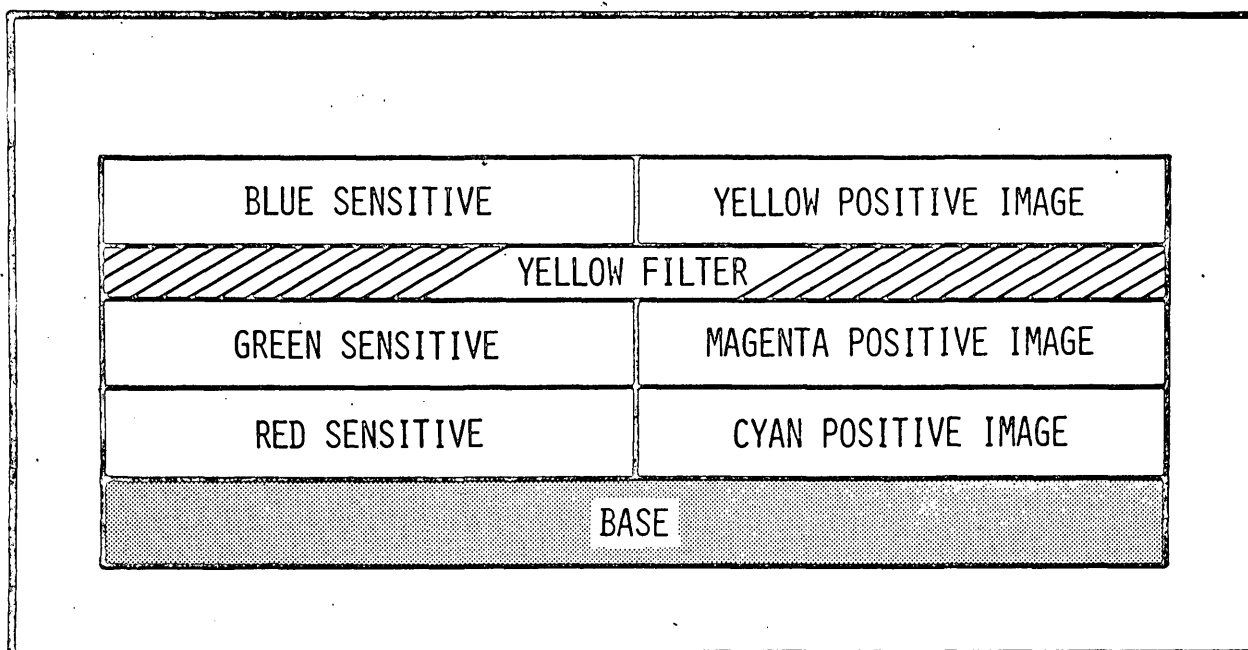 BLUE SENSITIVE YELLOW POSITIVE IMAGE
YELLOW FILTER
GREEN SENSITIVE MAGENTA POSITIVE IMAGE
RED SENSITIVE CYAN POSITIVE IMAGE
BASE